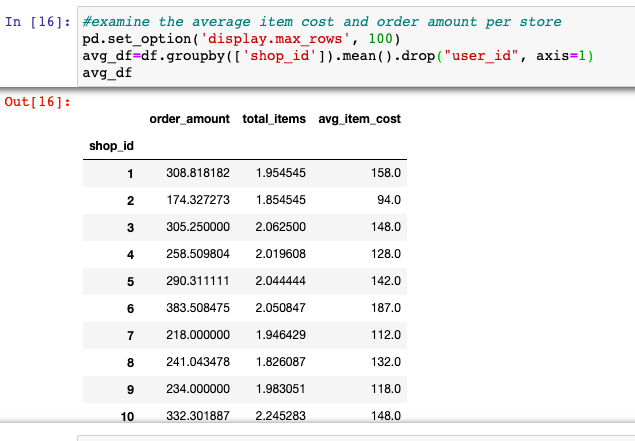 In [16]: #examine the average item cost and order amount per store
pd.set_option('display.max_rows', 100)
avg_df=df.groupby(['shop_id']).mean().drop("user_id", axis=1)
avg_df
Out[16]:
order_amount total_items avg_item_cost
shop_id
1 308.818182 1.954545 158.0
2 174.327273 1.854545 94.0
3 305.250000 2.062500 148.0
4 258.509804 2.019608 128.0
5 290.311111 2.044444 142.0
6 383.508475 2.050847 187.0
7 218.000000 1.946429 112.0
8 241.043478 1.826087 132.0
9 234.000000 1.983051 118.0
10 332.301887 2.245283 148.0